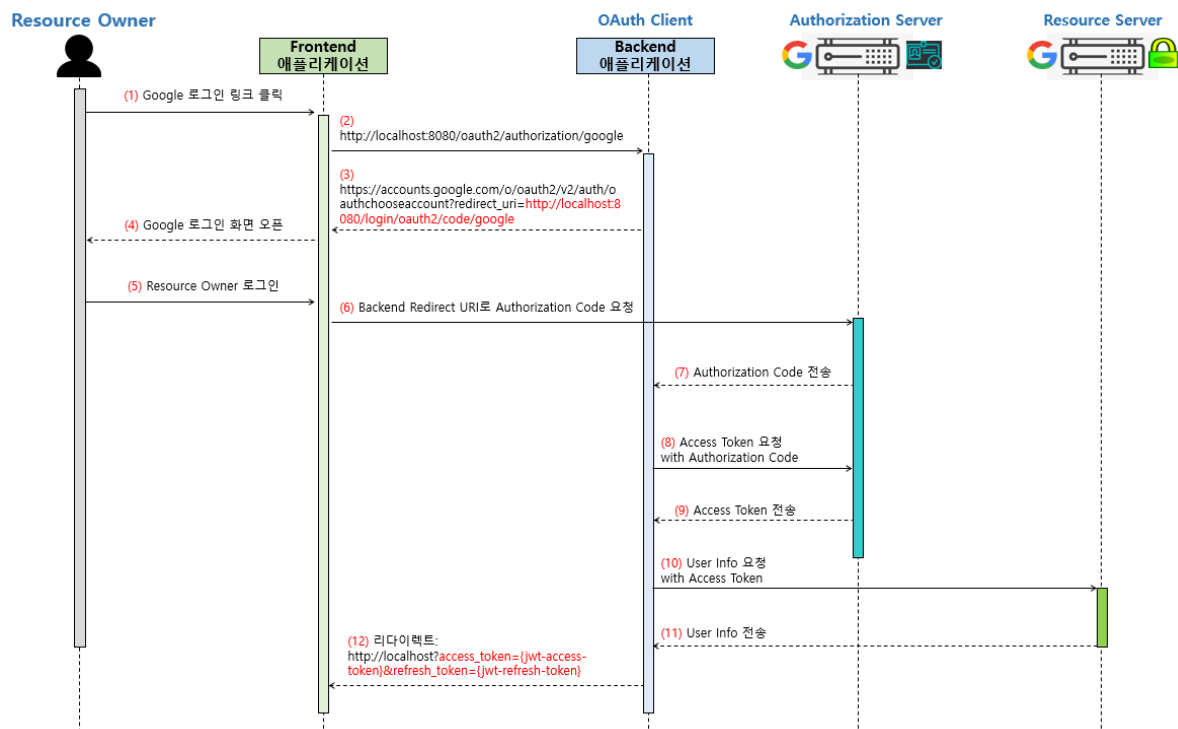 Resource Owner
OAuth Client
Authorization Server
Resource Server
Frontend
애플리케이션
Backend
애플리케이션
(1) Google 로그인 링크 클릭
(2)
http://localhost:8080/oauth2/authorization/google
(3)
https://accounts.google.com/o/oauth2/v2/auth/o
authchooseaccount?redirect_uri=http://localhost:8
080/login/oauth2/code/google
(4) Google 로그인 화면 오픈
(5) Resource Owner 로그인
(6) Backend Redirect URI로 Authorization Code 요청
(7) Authorization Code 전송
(8) Access Token 요청
with Authorization Code
(9) Access Token 전송
(10) User Info 요청
with Access Token
(11) User Info 전송
(12) 리다이렉트:
http://localhost?access_token={jwt-access-
token}&refresh_token={jwt-refresh-token}